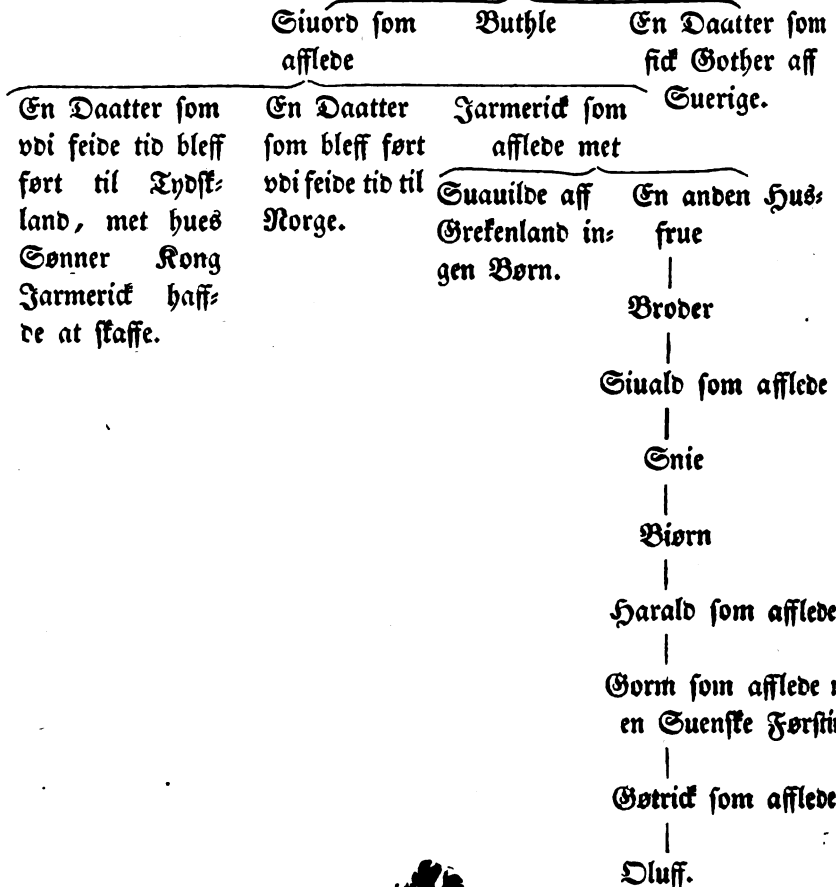 Siuord som
afflede
Buthle
En Daatter som
fick Gother aff
Suerige.
En Daatter som
vdi feide tid bleff
ført til Tydsk=
land, met hues
Sønner Kong
Jarmerick haff=
de at skaffe.
En Daatter
som bleff ført
vdi feide tid til
Norge.
Jarmerick som
afflede met
Suauilde aff
Grekenland in=
gen Børn.
En anden Hus=
frue
Broder
Siuald som afflede
Snie
Biørn
Harald som afflede
Gorm som afflede
en Suenske Førsti
Gøtrick som afflede
Oluff.